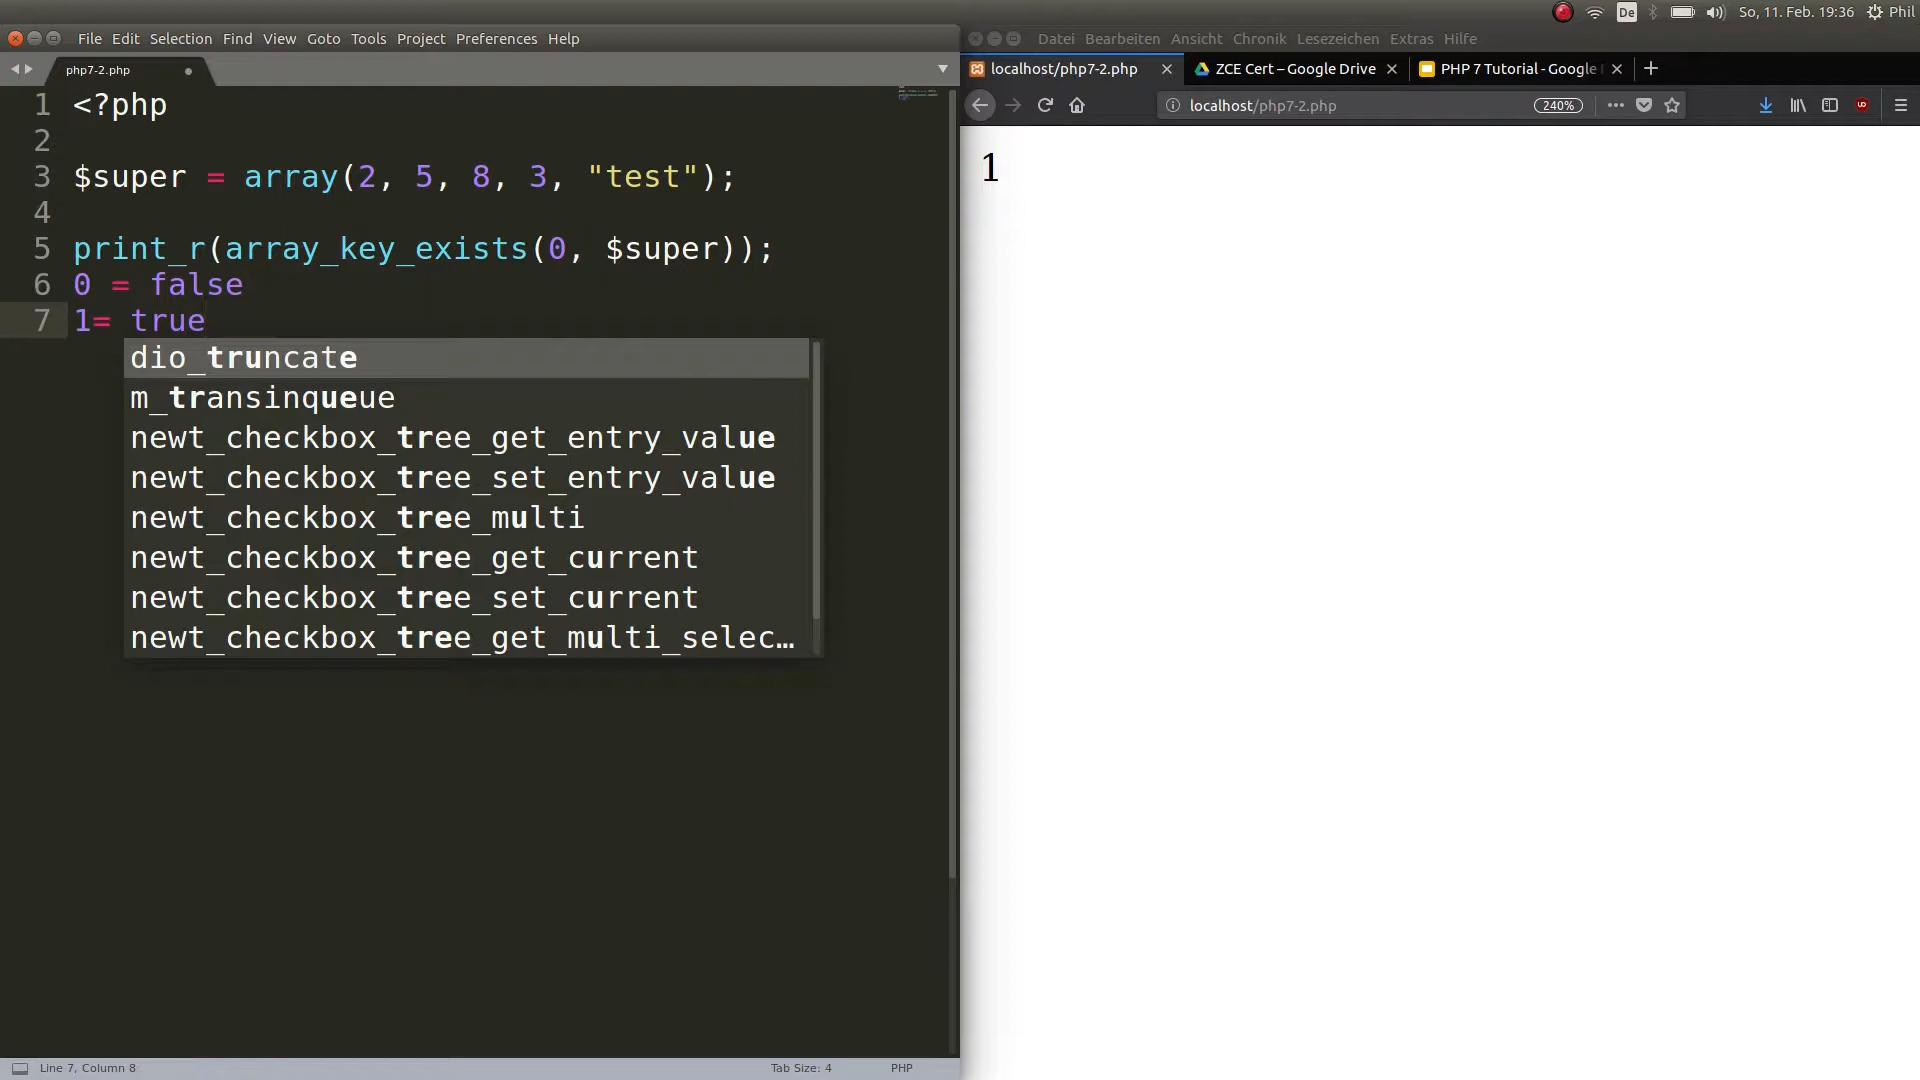 So, 11. Feb. 19:36 Phil
De
File Edit Selection Find View Goto Tools Project Preferences Help
Datei Bearbeiten Ansicht Chronik Lesezeichen Extras Hilfe
php7-2.php
localhost/php7-2.php
ZCE Cert – Google Drive
PHP 7 Tutorial - Google
localhost/php7-2.php
240%
1 <?php
2
3 $super = array(2, 5, 8, 3, "test");
4
5 print_r(array_key_exists(0, $super));
6 0 = false
7 1= true
dio_truncate
m_transinqueue
newt_checkbox_tree_get_entry_value
newt_checkbox_tree_set_entry_value
newt_checkbox_tree_multi
newt_checkbox_tree_get_current
newt_checkbox_tree_set_current
newt_checkbox_tree_get_multi_selec…
1
Line 7, Column 8
Tab Size: 4
PHP